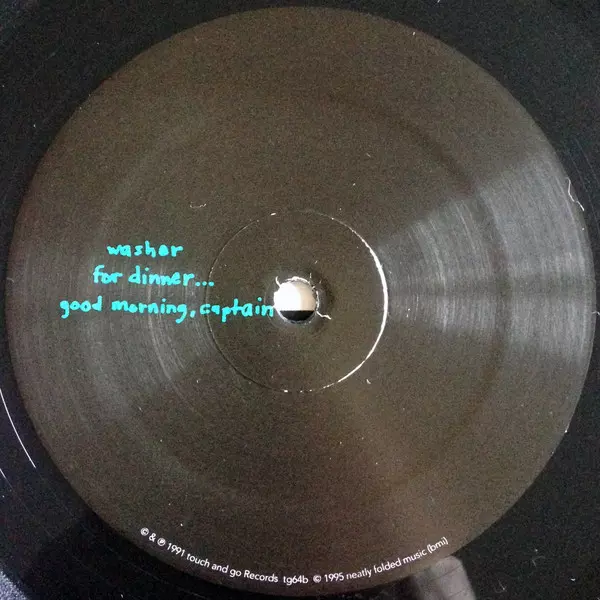 washer
for dinner...
good morning, captain
© & ℗ 1991 touch and go Records tg64b © 1995 neatly folded music (bmi)